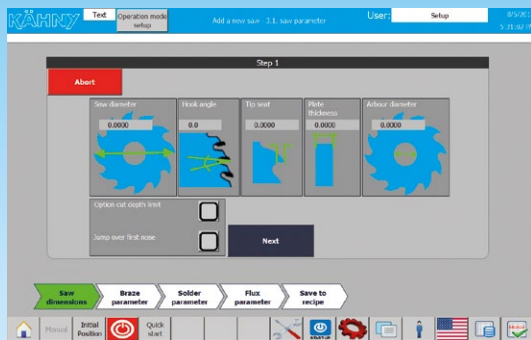 KÄHNY
Text
Operation mode
setup
Add a new saw - 3.1. saw parameter
User:
Setup
Step 1
Abort
Saw diameter
Hook angle
Tip seat
Plate
thickness
Arbour diameter
0.0000
0.0
0.0000
0.0000
0.0000
Option cut depth limit
Jump over first nose
Next
Saw
dimensions
Braze
parameter
Solder
parameter
Flux
parameter
Save to
recipe
Manual
Initial
Position
Quick
start